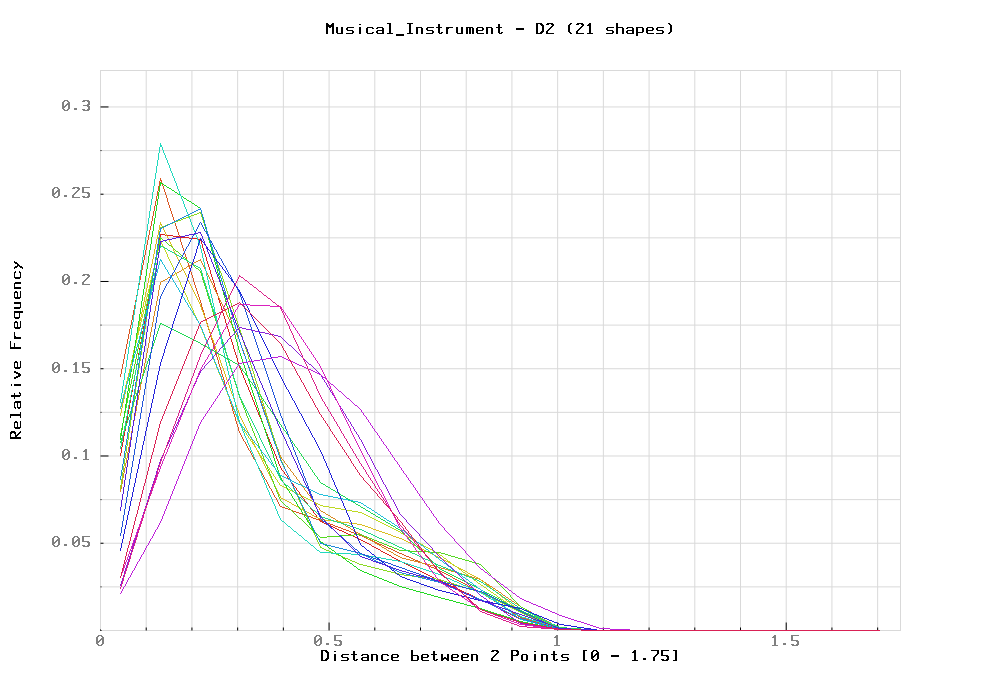 Musical_Instrument - D2 (21 shapes)
0.3
0.25
0.2
0.15
0.1
0.05
0 0.5 1 1.5
Relative Frequency
Distance between 2 Points [0 - 1.75]